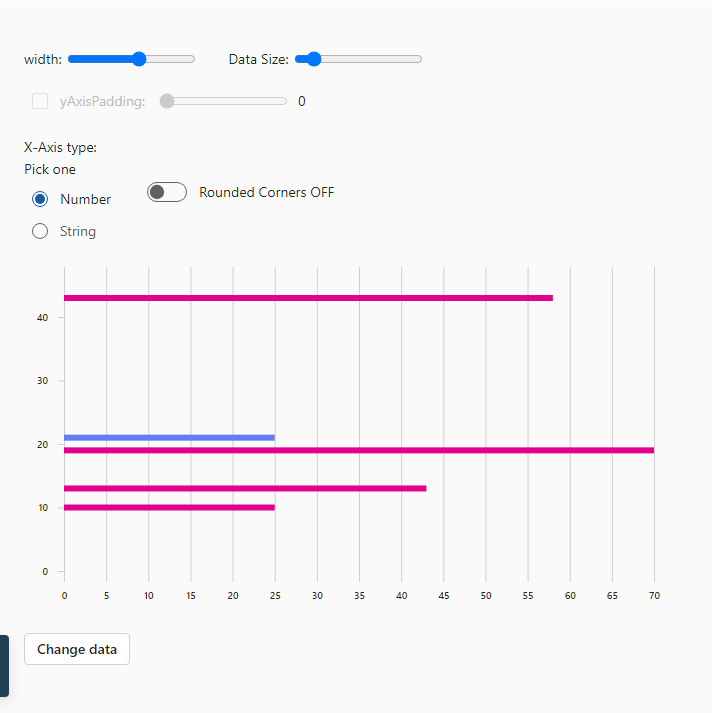 width: Data Size:
yAxisPadding: 0
X-Axis type:
Pick one
Number Rounded Corners OFF
String
40
30
20
10
0
0 5 10 15 20 25 30 35 40 45 50 55 60 65 70
Change data